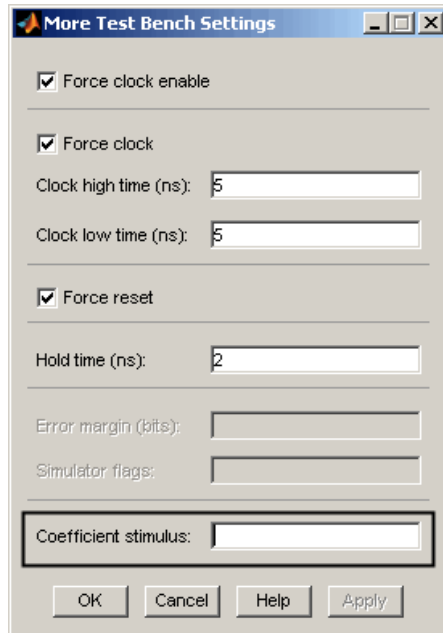 More Test Bench Settings
Force clock enable
Force clock
Clock high time (ns): 5
Clock low time (ns): 5
Force reset
Hold time (ns): 2
Error margin (bits):
Simulator flags:
Coefficient stimulus:
OK Cancel Help Apply